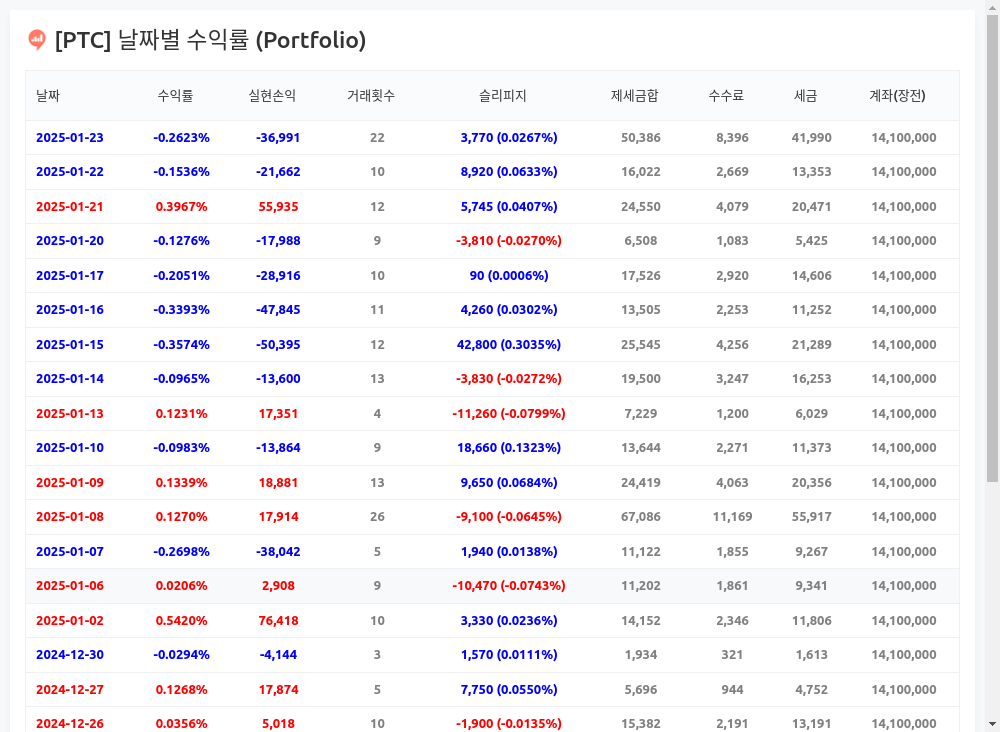 [PTC] 날짜별 수익률 (Portfolio)
날짜 수익률 실현손익 거래횟수 슬리피지 제세금합 수수료 세금 계좌(장전)
2025-01-23 -0.2623% -36,991 22 3,770 (0.0267%) 50,386 8,396 41,990 14,100,000
2025-01-22 -0.1536% -21,662 10 8,920 (0.0633%) 16,022 2,669 13,353 14,100,000
2025-01-21 0.3967% 55,935 12 5,745 (0.0407%) 24,550 4,079 20,471 14,100,000
2025-01-20 -0.1276% -17,988 9 -3,810 (-0.0270%) 6,508 1,083 5,425 14,100,000
2025-01-17 -0.2051% -28,916 10 90 (0.0006%) 17,526 2,920 14,606 14,100,000
2025-01-16 -0.3393% -47,845 11 4,260 (0.0302%) 13,505 2,253 11,252 14,100,000
2025-01-15 -0.3574% -50,395 12 42,800 (0.3035%) 25,545 4,256 21,289 14,100,000
2025-01-14 -0.0965% -13,600 13 -3,830 (-0.0272%) 19,500 3,247 16,253 14,100,000
2025-01-13 0.1231% 17,351 4 -11,260 (-0.0799%) 7,229 1,200 6,029 14,100,000
2025-01-10 -0.0983% -13,864 9 18,660 (0.1323%) 13,644 2,271 11,373 14,100,000
2025-01-09 0.1339% 18,881 13 9,650 (0.0684%) 24,419 4,063 20,356 14,100,000
2025-01-08 0.1270% 17,914 26 -9,100 (-0.0645%) 67,086 11,169 55,917 14,100,000
2025-01-07 -0.2698% -38,042 5 1,940 (0.0138%) 11,122 1,855 9,267 14,100,000
2025-01-06 0.0206% 2,908 9 -10,470 (-0.0743%) 11,202 1,861 9,341 14,100,000
2025-01-02 0.5420% 76,418 10 3,330 (0.0236%) 14,152 2,346 11,806 14,100,000
2024-12-30 -0.0294% -4,144 3 1,570 (0.0111%) 1,934 321 1,613 14,100,000
2024-12-27 0.1268% 17,874 5 7,750 (0.0550%) 5,696 944 4,752 14,100,000
2024-12-26 0.0356% 5,018 10 -1,900 (-0.0135%) 15,382 2,191 13,191 14,100,000